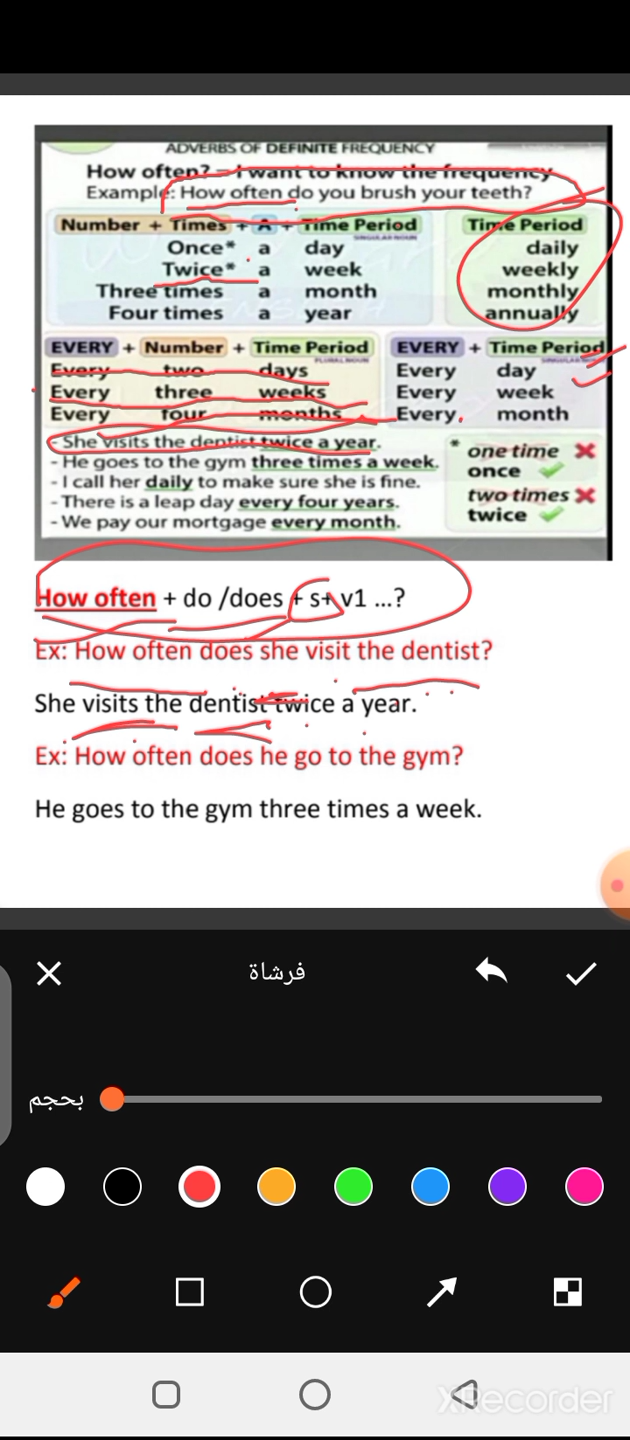 ADVERBS OF DEFINITE FREQUENCY
How often? – I want to know the frequency
Example: How often do you brush your teeth?
Number + Times + A + Time Period
SINGULAR NOUN
Once* a day
Twice* a week
Three times a month
Four times a year
Time Period
daily
weekly
monthly
annually
EVERY + Number + Time Period
PLURAL NOUN
Every two days
Every three weeks
Every four months
EVERY + Time Period
SINGULAR NOUN
Every day
Every week
Every month
- She visits the dentist twice a year.
- He goes to the gym three times a week.
- I call her daily to make sure she is fine.
- There is a leap day every four years.
- We pay our mortgage every month.
* one time
once
two times
twice
How often + do /does + s+ v1 ...?
Ex: How often does she visit the dentist?
She visits the dentist twice a year.
Ex: How often does he go to the gym?
He goes to the gym three times a week.
فرشاة
بحجم
XRecorder